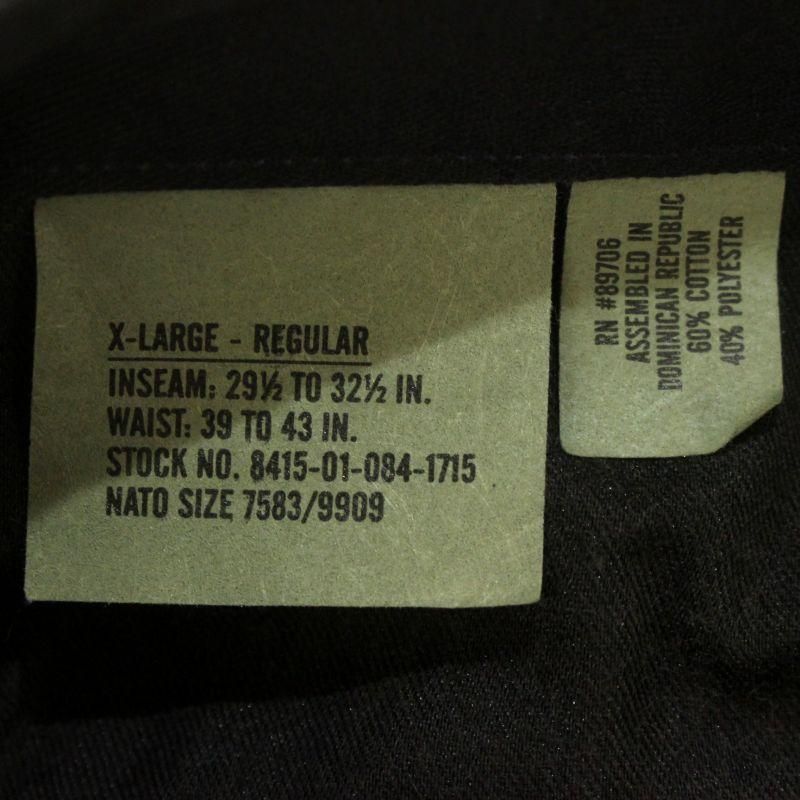 X-LARGE - REGULAR
INSEAM: 29½ TO 32½ IN.
WAIST: 39 TO 43 IN.
STOCK NO. 8415-01-084-1715
NATO SIZE 7583/9909
RN #89706
ASSEMBLED IN
DOMINICAN REPUBLIC
60% COTTON
40% POLYESTER